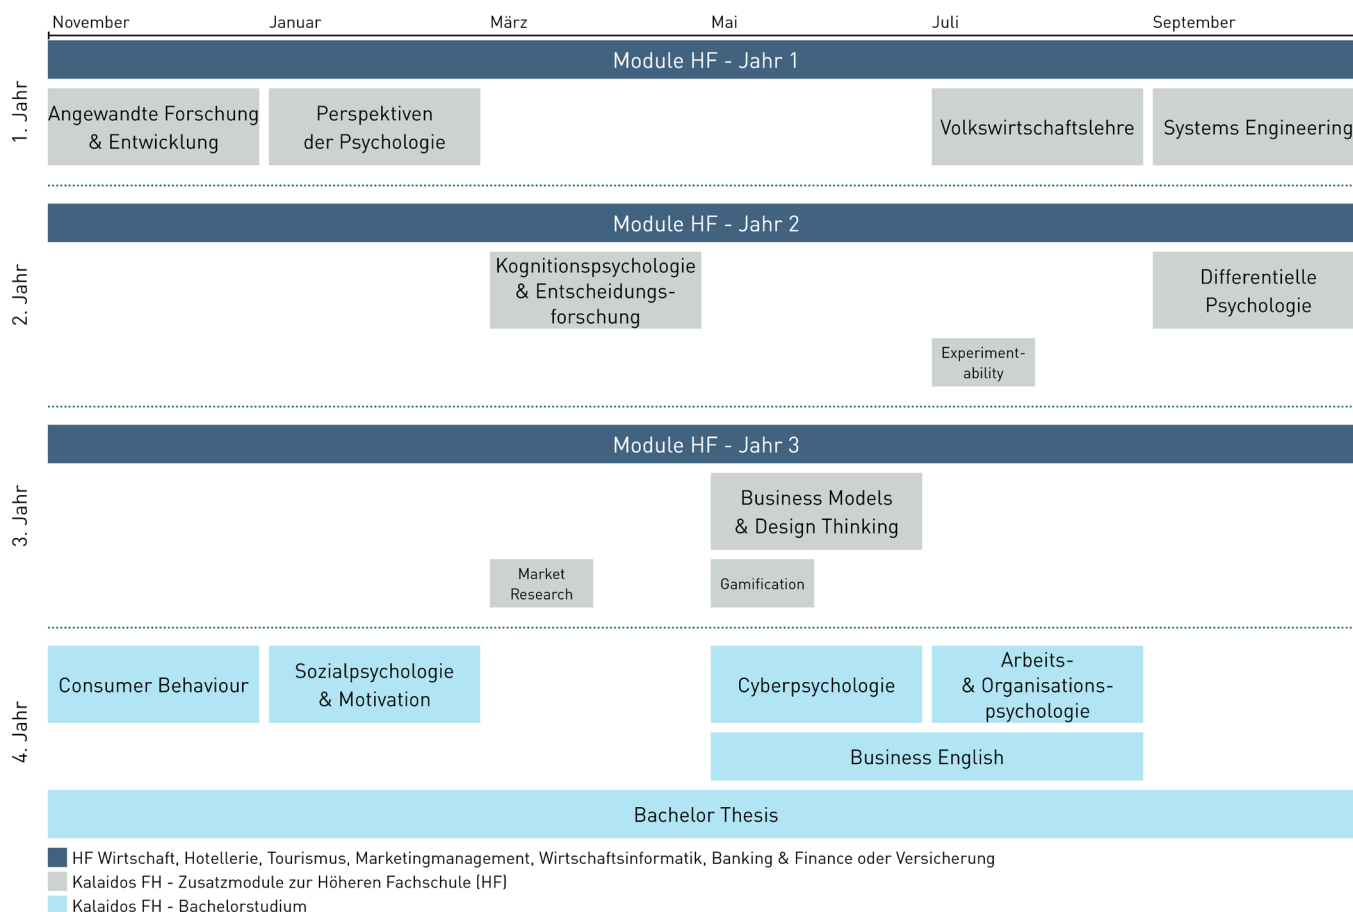 November
Januar
März
Mai
Juli
September
1. Jahr
Module HF - Jahr 1
Angewandte Forschung
& Entwicklung
Perspektiven
der Psychologie
Volkswirtschaftslehre
Systems Engineering
2. Jahr
Module HF - Jahr 2
Kognitionspsychologie
& Entscheidungs-
forschung
Differentielle
Psychologie
Experiment-
ability
3. Jahr
Module HF - Jahr 3
Business Models
& Design Thinking
Market
Research
Gamification
4. Jahr
Consumer Behaviour
Sozialpsychologie
& Motivation
Cyberpsychologie
Arbeits-
& Organisations-
psychologie
Business English
Bachelor Thesis
HF Wirtschaft, Hotellerie, Tourismus, Marketingmanagement, Wirtschaftsinformatik, Banking & Finance oder Versicherung
Kalaidos FH - Zusatzmodule zur Höheren Fachschule (HF)
Kalaidos FH - Bachelorstudium